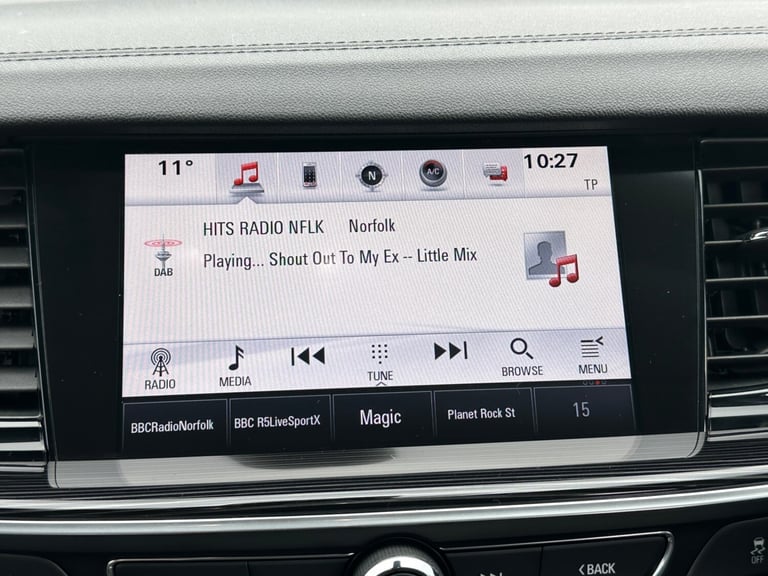 11° 10:27
N A/C
TP
HITS RADIO NFLK Norfolk
DAB
Playing... Shout Out To My Ex -- Little Mix
RADIO MEDIA TUNE BROWSE MENU
BBCRadioNorfolk BBC R5LiveSportX Magic Planet Rock St 15
BACK
OFF